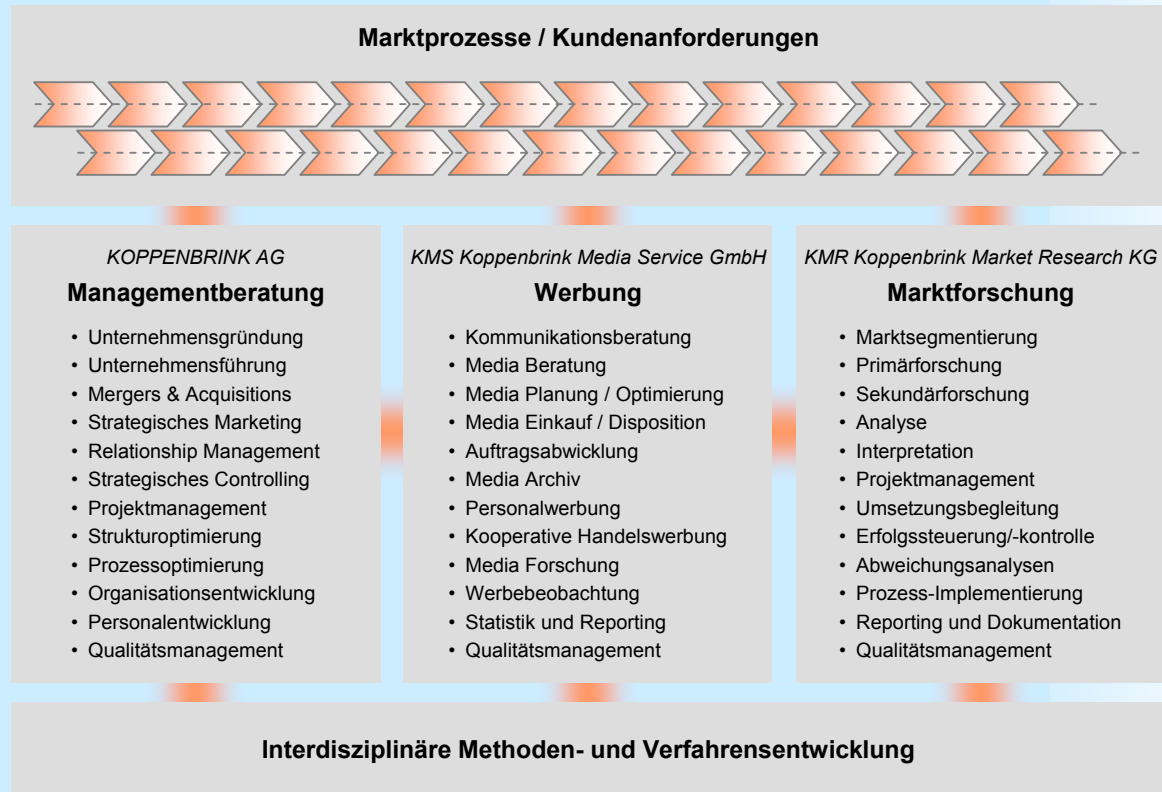 Marktprozesse / Kundenanforderungen
KOPPENBRINK AG
Managementberatung
• Unternehmensgründung
• Unternehmensführung
• Mergers & Acquisitions
• Strategisches Marketing
• Relationship Management
• Strategisches Controlling
• Projektmanagement
• Strukturoptimierung
• Prozessoptimierung
• Organisationsentwicklung
• Personalentwicklung
• Qualitätsmanagement
KMS Koppenbrink Media Service GmbH
Werbung
• Kommunikationsberatung
• Media Beratung
• Media Planung / Optimierung
• Media Einkauf / Disposition
• Auftragsabwicklung
• Media Archiv
• Personalwerbung
• Kooperative Handelswerbung
• Media Forschung
• Werbebeobachtung
• Statistik und Reporting
• Qualitätsmanagement
KMR Koppenbrink Market Research KG
Marktforschung
• Marktsegmentierung
• Primärforschung
• Sekundärforschung
• Analyse
• Interpretation
• Projektmanagement
• Umsetzungsbegleitung
• Erfolgssteuerung/-kontrolle
• Abweichungsanalysen
• Prozess-Implementierung
• Reporting und Dokumentation
• Qualitätsmanagement
Interdisziplinäre Methoden- und Verfahrensentwicklung